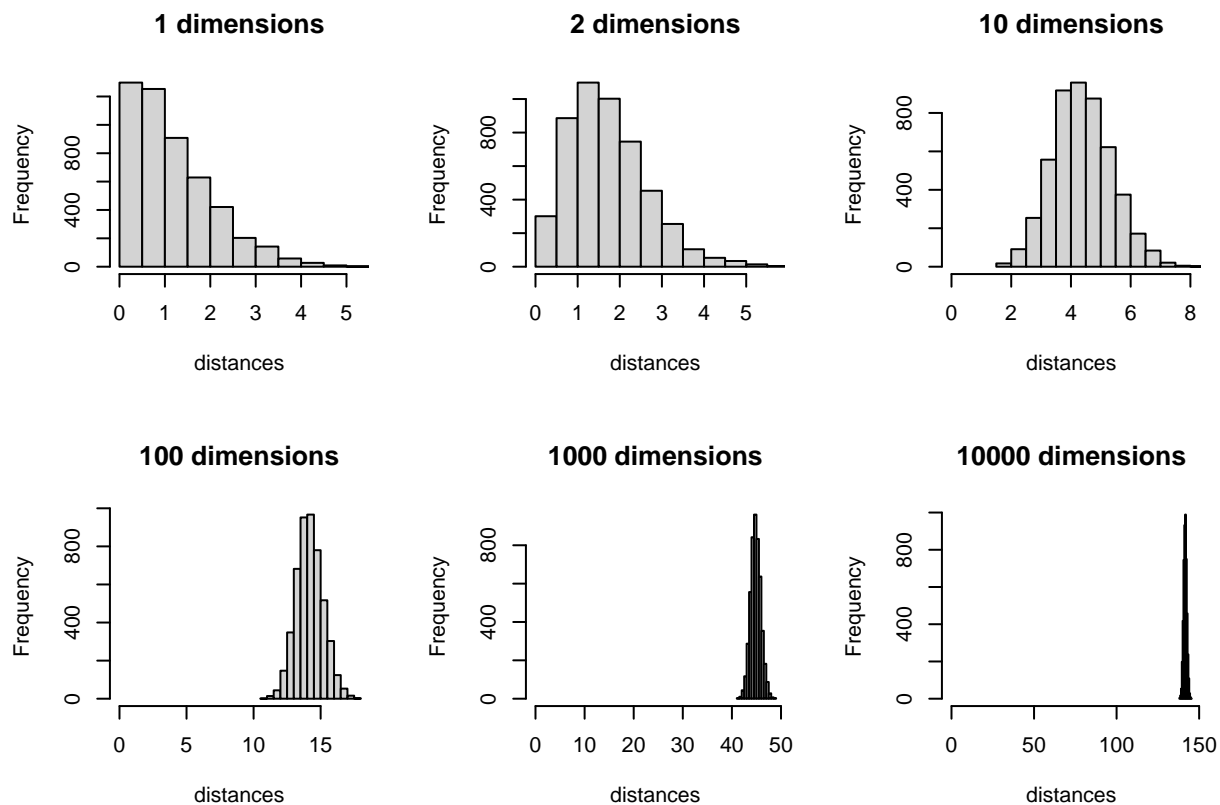 1 dimensions
Frequency
0
400
800
0 1 2 3 4 5
distances
2 dimensions
Frequency
0
400
800
0 1 2 3 4 5
distances
10 dimensions
Frequency
0
400
800
0 2 4 6 8
distances
100 dimensions
Frequency
0
400
800
0 5 10 15
distances
1000 dimensions
Frequency
0
400
800
0 10 20 30 40 50
distances
10000 dimensions
Frequency
0
400
800
0 50 100 150
distances